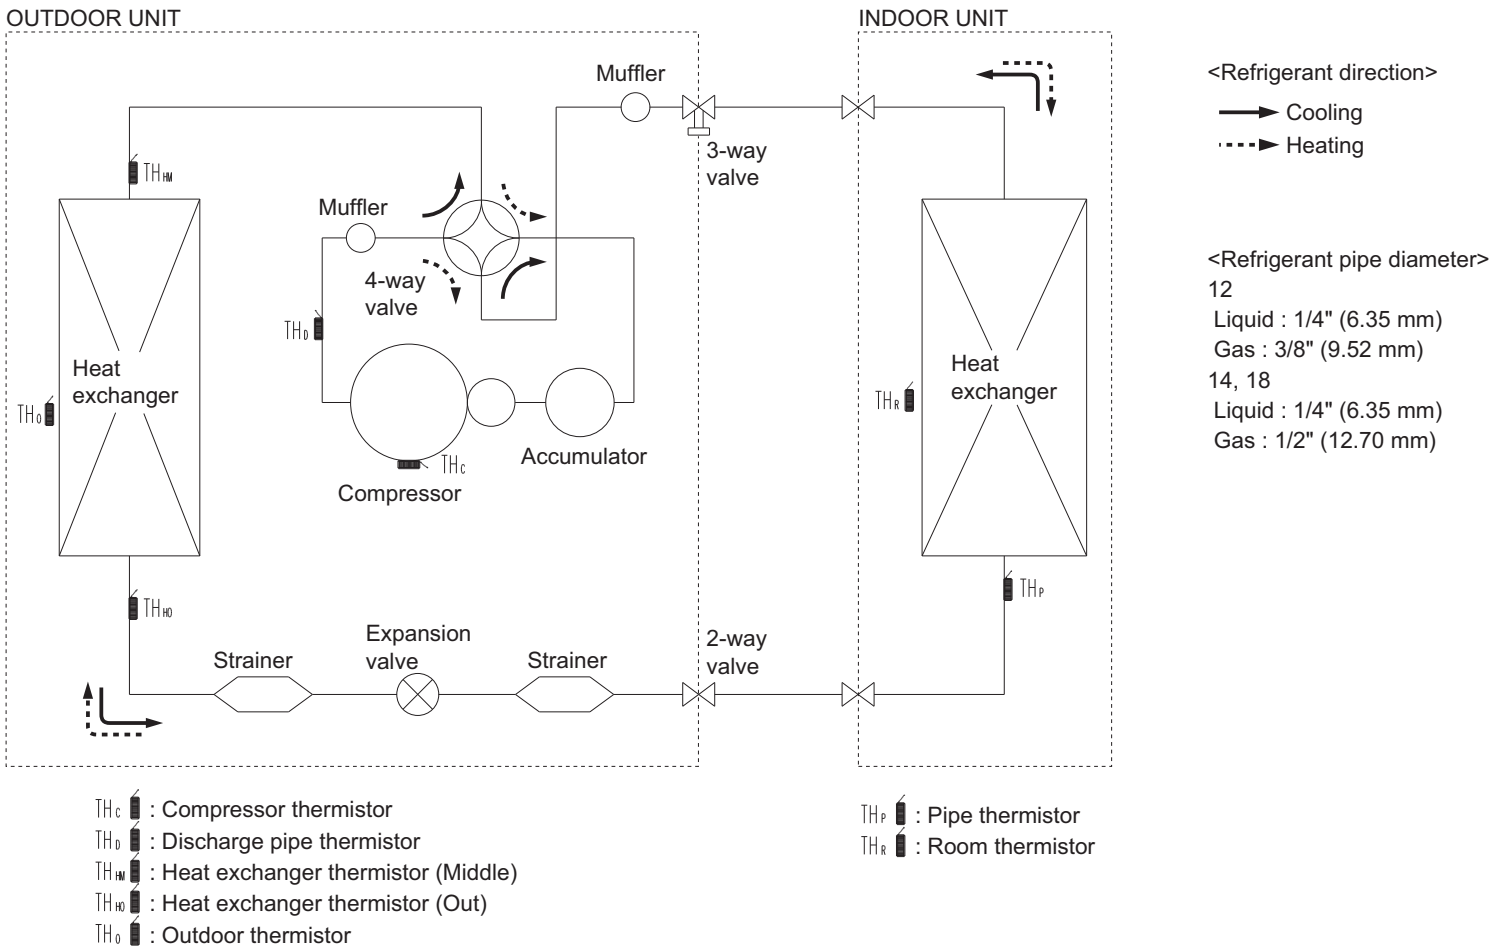 OUTDOOR UNIT
INDOOR UNIT
Muffler
3-way
valve
TH HM
Muffler
4-way
valve
TH D
Heat
exchanger
TH O
TH C
Compressor
Accumulator
TH HO
Strainer
Expansion
valve
Strainer
2-way
valve
Heat
exchanger
TH R
TH P
<Refrigerant direction>
Cooling
Heating
<Refrigerant pipe diameter>
12
Liquid : 1/4" (6.35 mm)
Gas : 3/8" (9.52 mm)
14, 18
Liquid : 1/4" (6.35 mm)
Gas : 1/2" (12.70 mm)
TH C : Compressor thermistor
TH D : Discharge pipe thermistor
TH HM : Heat exchanger thermistor (Middle)
TH HO : Heat exchanger thermistor (Out)
TH O : Outdoor thermistor
TH P : Pipe thermistor
TH R : Room thermistor